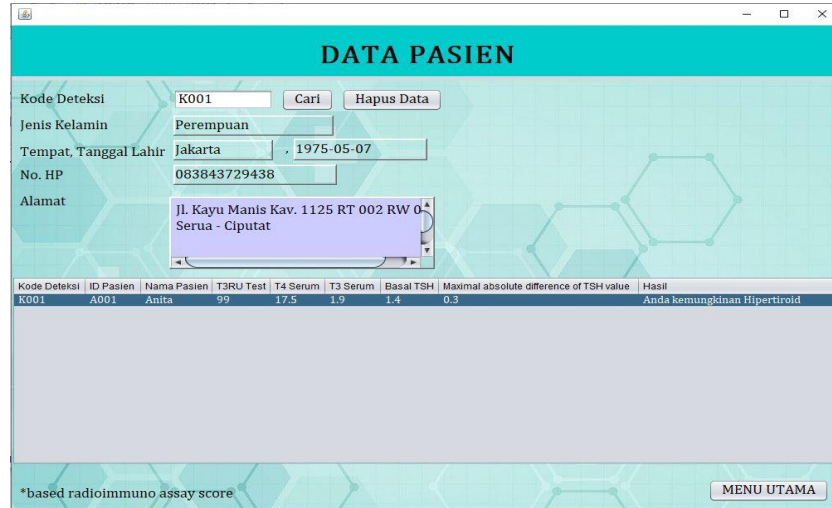 DATA PASIEN
Kode Deteksi K001 Cari Hapus Data
Jenis Kelamin Perempuan
Tempat, Tanggal Lahir Jakarta , 1975-05-07
No. HP 083843729438
Alamat Jl. Kayu Manis Kav. 1125 RT 002 RW 0
Serua - Ciputat
Kode Deteksi ID Pasien Nama Pasien T3RU Test T4 Serum T3 Serum Basal TSH Maximal absolute difference of TSH value Hasil
K001 A001 Anita 99 17.5 1.9 1.4 0.3 Anda kemungkinan Hipertiroid
*based radioimmuno assay score MENU UTAMA